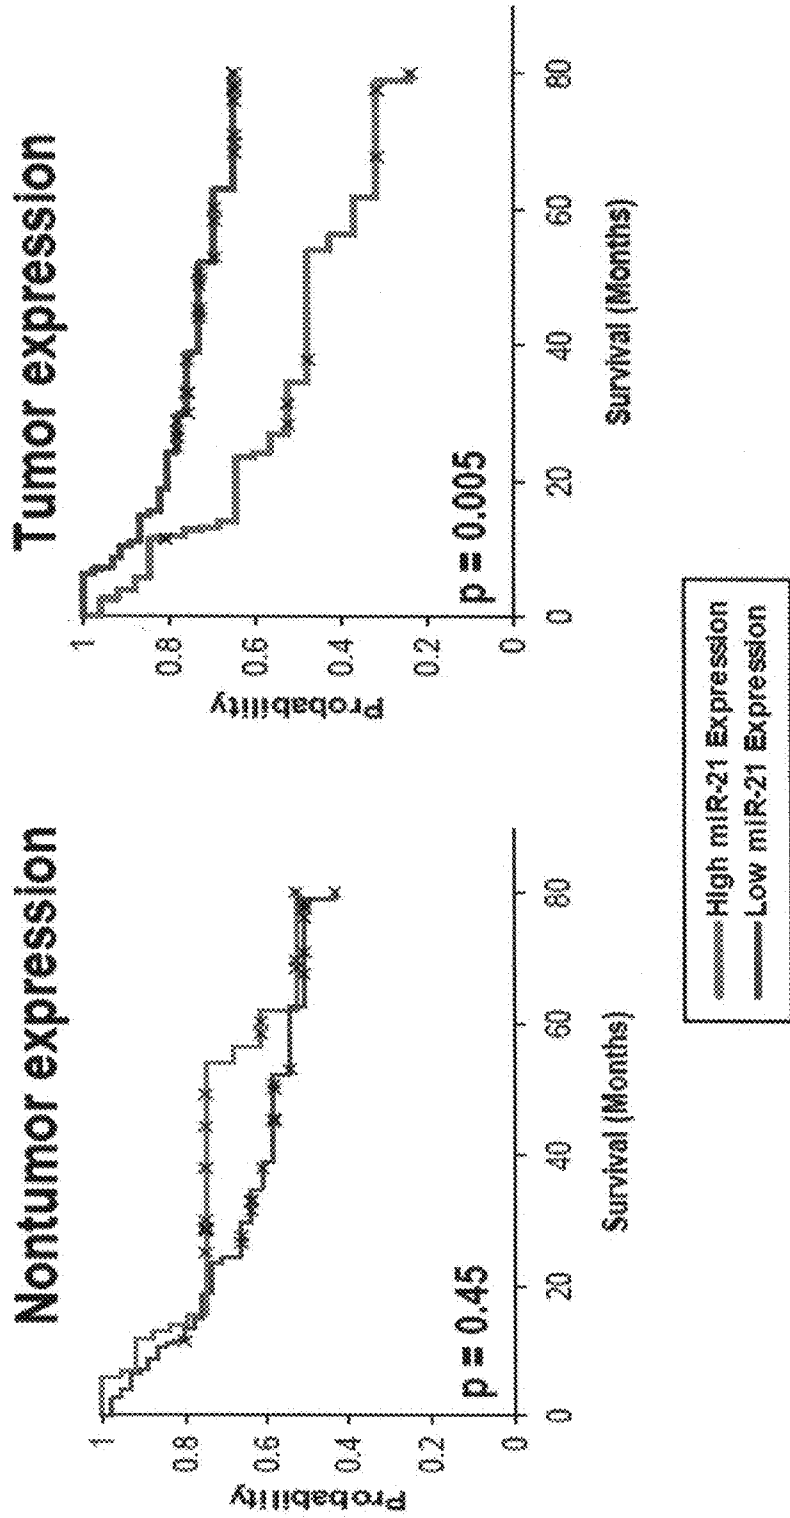 Nontumor expression
Probability
1
0.8
0.6
0.4
0.2
0
p = 0.45
0 20 40 60 80
Survival (Months)
Tumor expression
Probability
1
0.8
0.6
0.4
0.2
0
p = 0.005
0 20 40 60 80
Survival (Months)
High miR-21 Expression
Low miR-21 Expression